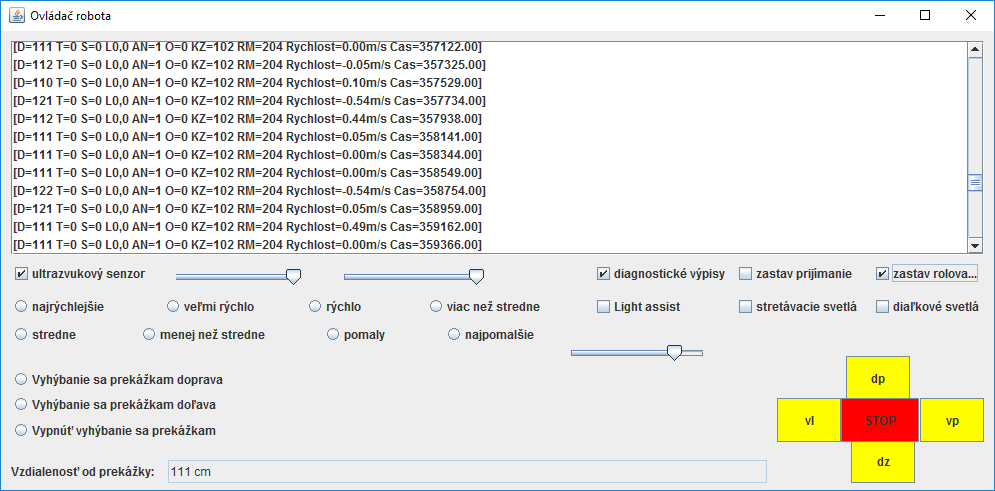 Ovládač robota
[D=111 T=0 S=0 L0,0 AN=1 O=0 KZ=102 RM=204 Rychlost=0.00m/s Cas=357122.00]
[D=112 T=0 S=0 L0,0 AN=1 O=0 KZ=102 RM=204 Rychlost=-0.05m/s Cas=357325.00]
[D=110 T=0 S=0 L0,0 AN=1 O=0 KZ=102 RM=204 Rychlost=0.10m/s Cas=357529.00]
[D=121 T=0 S=0 L0,0 AN=1 O=0 KZ=102 RM=204 Rychlost=-0.54m/s Cas=357734.00]
[D=112 T=0 S=0 L0,0 AN=1 O=0 KZ=102 RM=204 Rychlost=0.44m/s Cas=357938.00]
[D=111 T=0 S=0 L0,0 AN=1 O=0 KZ=102 RM=204 Rychlost=0.05m/s Cas=358141.00]
[D=111 T=0 S=0 L0,0 AN=1 O=0 KZ=102 RM=204 Rychlost=0.00m/s Cas=358344.00]
[D=111 T=0 S=0 L0,0 AN=1 O=0 KZ=102 RM=204 Rychlost=0.00m/s Cas=358549.00]
[D=122 T=0 S=0 L0,0 AN=1 O=0 KZ=102 RM=204 Rychlost=-0.54m/s Cas=358754.00]
[D=121 T=0 S=0 L0,0 AN=1 O=0 KZ=102 RM=204 Rychlost=0.05m/s Cas=358959.00]
[D=111 T=0 S=0 L0,0 AN=1 O=0 KZ=102 RM=204 Rychlost=0.49m/s Cas=359162.00]
[D=111 T=0 S=0 L0,0 AN=1 O=0 KZ=102 RM=204 Rychlost=0.00m/s Cas=359366.00]
ultrazvukový senzor diagnostické výpisy zastav prijímanie zastav rolova...
najrýchlejšie veľmi rýchlo rýchlo viac než stredne Light assist stretávacie svetlá diaľkové svetlá
stredne menej než stredne pomaly najpomalšie
Vyhýbanie sa prekážkam doprava dp
Vyhýbanie sa prekážkam doľava
vl STOP vp
Vypnúť vyhýbanie sa prekážkam
dz
Vzdialenosť od prekážky: 111 cm